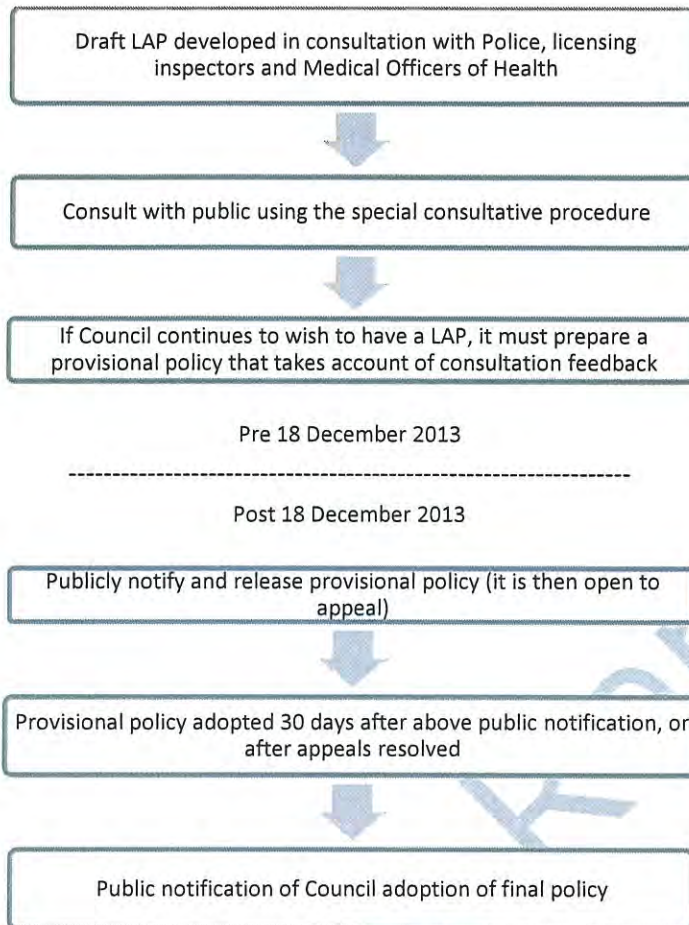 Draft LAP developed in consultation with Police, licensing
inspectors and Medical Officers of Health
Consult with public using the special consultative procedure
If Council continues to wish to have a LAP, it must prepare a
provisional policy that takes account of consultation feedback
Pre 18 December 2013
Post 18 December 2013
Publicly notify and release provisional policy (it is then open to
appeal)
Provisional policy adopted 30 days after above public notification, or
after appeals resolved
Public notification of Council adoption of final policy